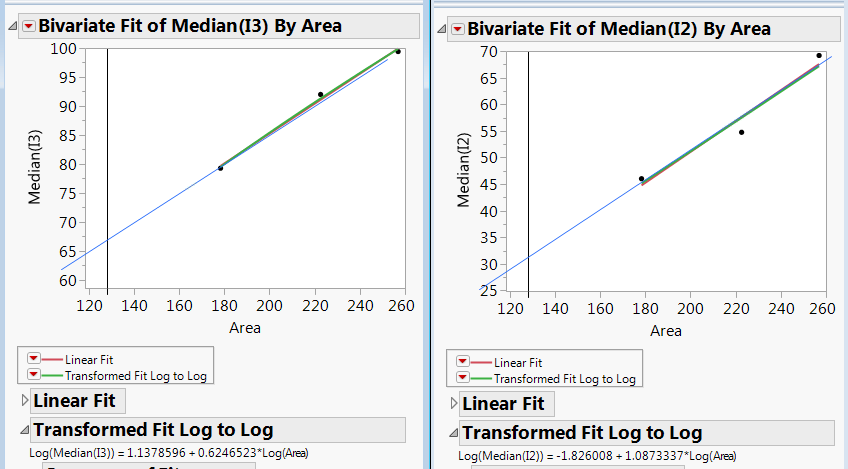 Bivariate Fit of Median(I3) By Area
100
95
90
85
80
75
70
65
60
Median(I3)
120 140 160 180 200 220 240 260
Area
Linear Fit
Transformed Fit Log to Log
Linear Fit
Transformed Fit Log to Log
Log(Median(I3)) = 1.1378596 + 0.6246523*Log(Area)
Bivariate Fit of Median(I2) By Area
70
65
60
55
50
45
40
35
30
25
Median(I2)
120 140 160 180 200 220 240 260
Area
Linear Fit
Transformed Fit Log to Log
Linear Fit
Transformed Fit Log to Log
Log(Median(I2)) = -1.826008 + 1.0873337*Log(Area)